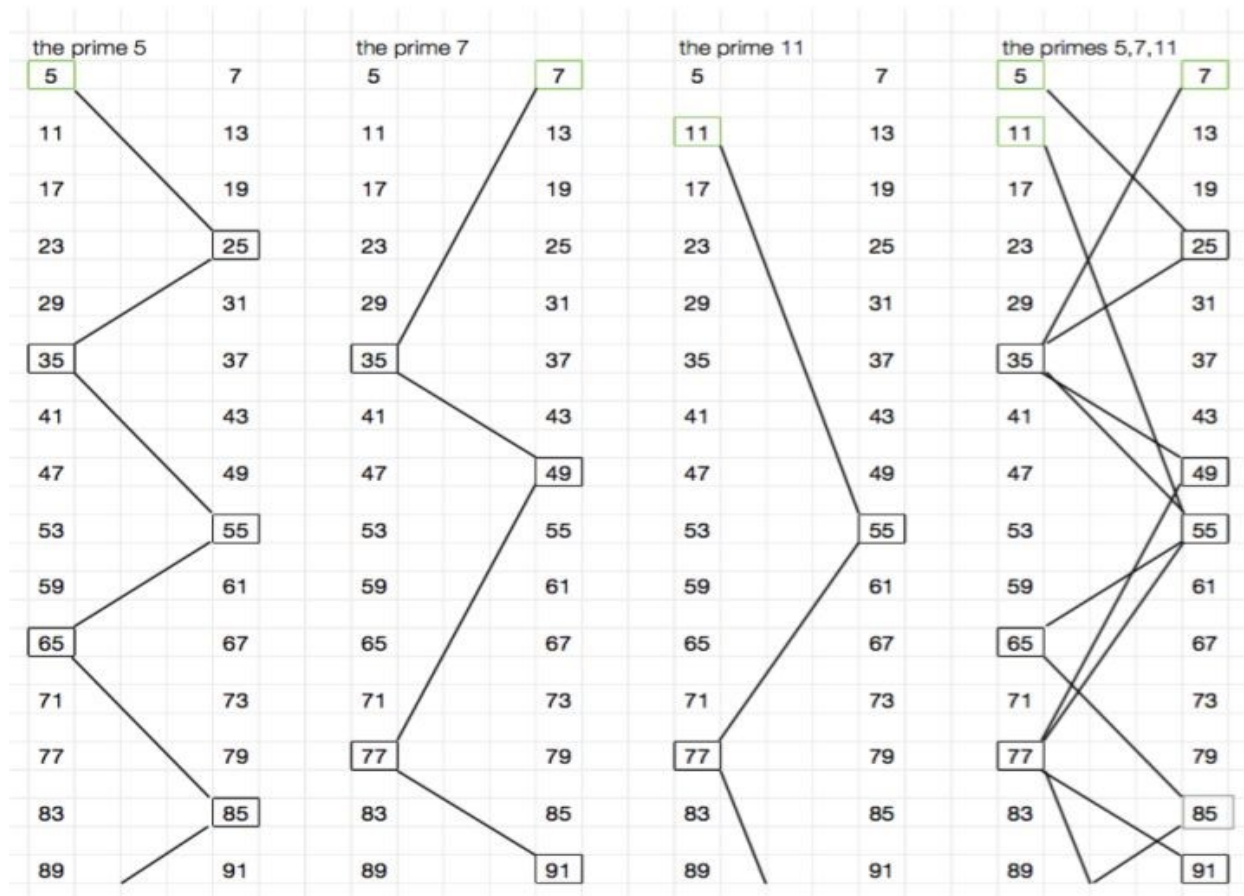 the prime 5 the prime 7 the prime 11 the primes 5,7,11
5 7 5 7 5 7 5 7
11 13 11 13 11 13 11 13
17 19 17 19 17 19 17 19
23 25 23 25 23 25 23 25
29 31 29 31 29 31 29 31
35 37 35 37 35 37 35 37
41 43 41 43 41 43 41 43
47 49 47 49 47 49 47 49
53 55 53 55 53 55 53 55
59 61 59 61 59 61 59 61
65 67 65 67 65 67 65 67
71 73 71 73 71 73 71 73
77 79 77 79 77 79 77 79
83 85 83 85 83 85 83 85
89 91 89 91 89 91 89 91